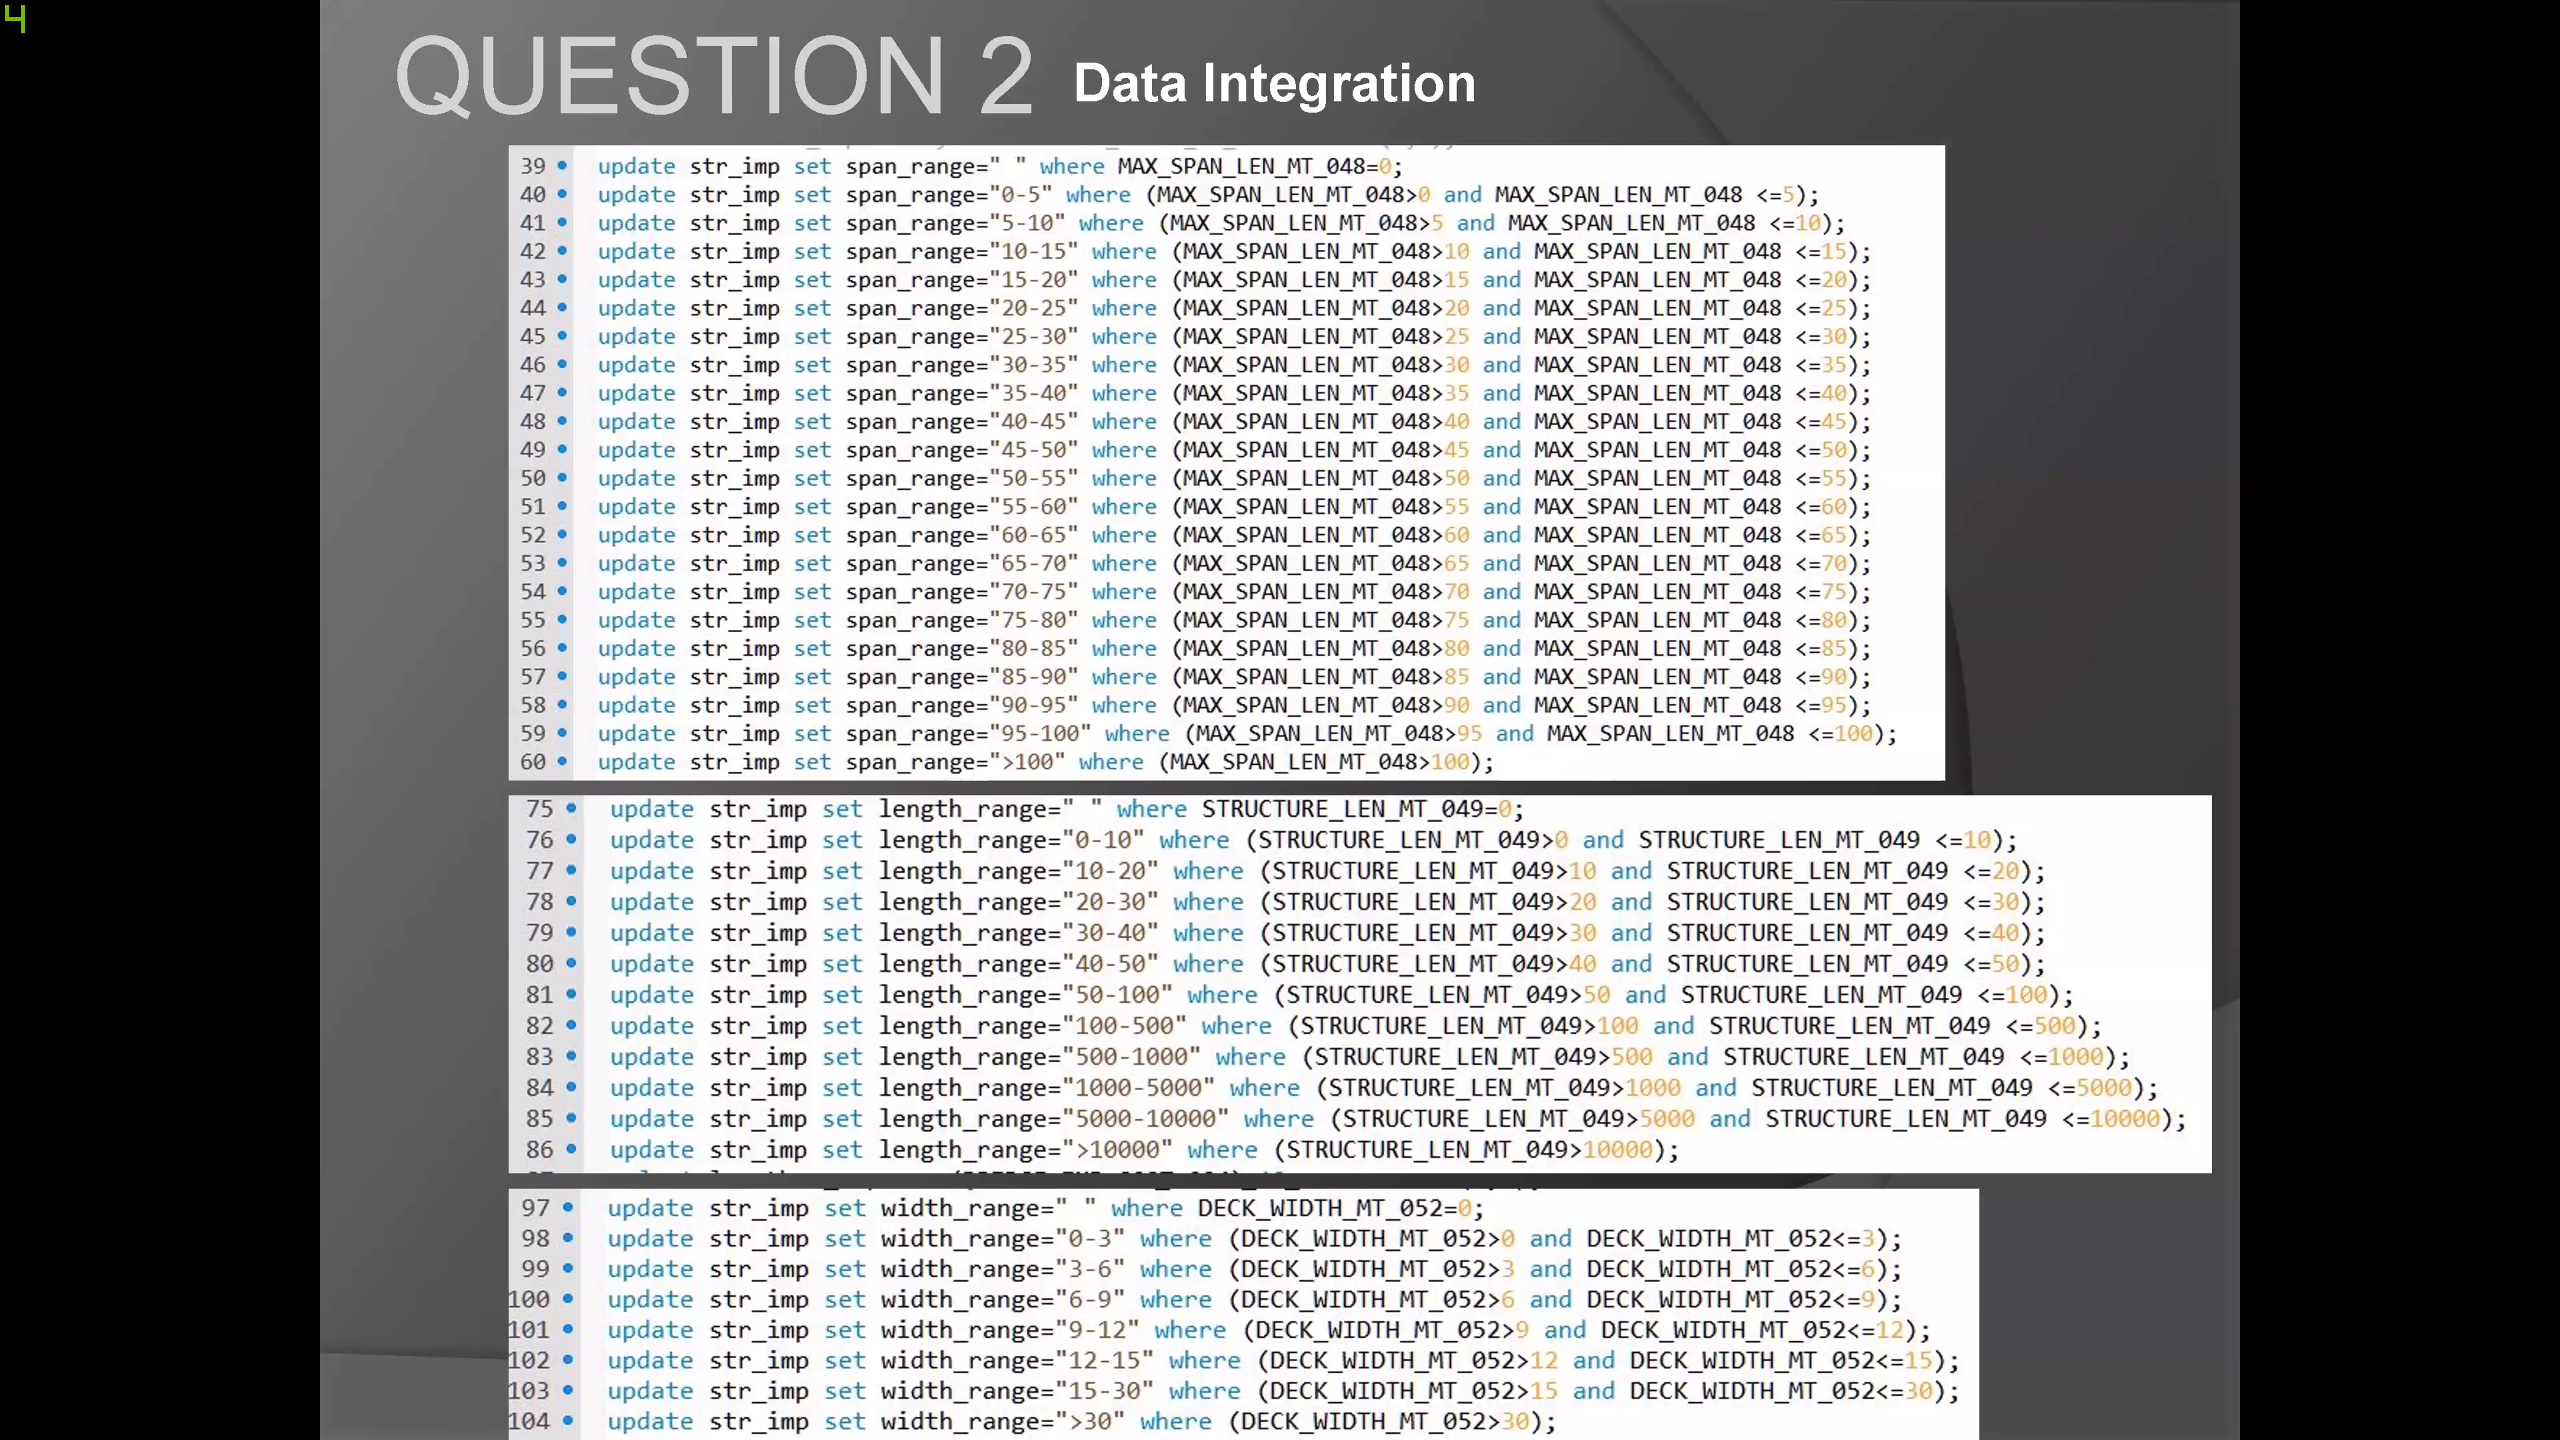 4
QUESTION 2 Data Integration
39 update str_imp set span_range=" " where MAX_SPAN_LEN_MT_048=0;
40 update str_imp set span_range="0-5" where (MAX_SPAN_LEN_MT_048>0 and MAX_SPAN_LEN_MT_048 <=5);
41 update str_imp set span_range="5-10" where (MAX_SPAN_LEN_MT_048>5 and MAX_SPAN_LEN_MT_048 <=10);
42 update str_imp set span_range="10-15" where (MAX_SPAN_LEN_MT_048>10 and MAX_SPAN_LEN_MT_048 <=15);
43 update str_imp set span_range="15-20" where (MAX_SPAN_LEN_MT_048>15 and MAX_SPAN_LEN_MT_048 <=20);
44 update str_imp set span_range="20-25" where (MAX_SPAN_LEN_MT_048>20 and MAX_SPAN_LEN_MT_048 <=25);
45 update str_imp set span_range="25-30" where (MAX_SPAN_LEN_MT_048>25 and MAX_SPAN_LEN_MT_048 <=30);
46 update str_imp set span_range="30-35" where (MAX_SPAN_LEN_MT_048>30 and MAX_SPAN_LEN_MT_048 <=35);
47 update str_imp set span_range="35-40" where (MAX_SPAN_LEN_MT_048>35 and MAX_SPAN_LEN_MT_048 <=40);
48 update str_imp set span_range="40-45" where (MAX_SPAN_LEN_MT_048>40 and MAX_SPAN_LEN_MT_048 <=45);
49 update str_imp set span_range="45-50" where (MAX_SPAN_LEN_MT_048>45 and MAX_SPAN_LEN_MT_048 <=50);
50 update str_imp set span_range="50-55" where (MAX_SPAN_LEN_MT_048>50 and MAX_SPAN_LEN_MT_048 <=55);
51 update str_imp set span_range="55-60" where (MAX_SPAN_LEN_MT_048>55 and MAX_SPAN_LEN_MT_048 <=60);
52 update str_imp set span_range="60-65" where (MAX_SPAN_LEN_MT_048>60 and MAX_SPAN_LEN_MT_048 <=65);
53 update str_imp set span_range="65-70" where (MAX_SPAN_LEN_MT_048>65 and MAX_SPAN_LEN_MT_048 <=70);
54 update str_imp set span_range="70-75" where (MAX_SPAN_LEN_MT_048>70 and MAX_SPAN_LEN_MT_048 <=75);
55 update str_imp set span_range="75-80" where (MAX_SPAN_LEN_MT_048>75 and MAX_SPAN_LEN_MT_048 <=80);
56 update str_imp set span_range="80-85" where (MAX_SPAN_LEN_MT_048>80 and MAX_SPAN_LEN_MT_048 <=85);
57 update str_imp set span_range="85-90" where (MAX_SPAN_LEN_MT_048>85 and MAX_SPAN_LEN_MT_048 <=90);
58 update str_imp set span_range="90-95" where (MAX_SPAN_LEN_MT_048>90 and MAX_SPAN_LEN_MT_048 <=95);
59 update str_imp set span_range="95-100" where (MAX_SPAN_LEN_MT_048>95 and MAX_SPAN_LEN_MT_048 <=100);
60 update str_imp set span_range=">100" where (MAX_SPAN_LEN_MT_048>100);
75 update str_imp set length_range=" " where STRUCTURE_LEN_MT_049=0;
76 update str_imp set length_range="0-10" where (STRUCTURE_LEN_MT_049>0 and STRUCTURE_LEN_MT_049 <=10);
77 update str_imp set length_range="10-20" where (STRUCTURE_LEN_MT_049>10 and STRUCTURE_LEN_MT_049 <=20);
78 update str_imp set length_range="20-30" where (STRUCTURE_LEN_MT_049>20 and STRUCTURE_LEN_MT_049 <=30);
79 update str_imp set length_range="30-40" where (STRUCTURE_LEN_MT_049>30 and STRUCTURE_LEN_MT_049 <=40);
80 update str_imp set length_range="40-50" where (STRUCTURE_LEN_MT_049>40 and STRUCTURE_LEN_MT_049 <=50);
81 update str_imp set length_range="50-100" where (STRUCTURE_LEN_MT_049>50 and STRUCTURE_LEN_MT_049 <=100);
82 update str_imp set length_range="100-500" where (STRUCTURE_LEN_MT_049>100 and STRUCTURE_LEN_MT_049 <=500);
83 update str_imp set length_range="500-1000" where (STRUCTURE_LEN_MT_049>500 and STRUCTURE_LEN_MT_049 <=1000);
84 update str_imp set length_range="1000-5000" where (STRUCTURE_LEN_MT_049>1000 and STRUCTURE_LEN_MT_049 <=5000);
85 update str_imp set length_range="5000-10000" where (STRUCTURE_LEN_MT_049>5000 and STRUCTURE_LEN_MT_049 <=10000);
86 update str_imp set length_range=">10000" where (STRUCTURE_LEN_MT_049>10000);
97 update str_imp set width_range=" " where DECK_WIDTH_MT_052=0;
98 update str_imp set width_range="0-3" where (DECK_WIDTH_MT_052>0 and DECK_WIDTH_MT_052<=3);
99 update str_imp set width_range="3-6" where (DECK_WIDTH_MT_052>3 and DECK_WIDTH_MT_052<=6);
100 update str_imp set width_range="6-9" where (DECK_WIDTH_MT_052>6 and DECK_WIDTH_MT_052<=9);
101 update str_imp set width_range="9-12" where (DECK_WIDTH_MT_052>9 and DECK_WIDTH_MT_052<=12);
102 update str_imp set width_range="12-15" where (DECK_WIDTH_MT_052>12 and DECK_WIDTH_MT_052<=15);
103 update str_imp set width_range="15-30" where (DECK_WIDTH_MT_052>15 and DECK_WIDTH_MT_052<=30);
104 update str_imp set width_range=">30" where (DECK_WIDTH_MT_052>30);